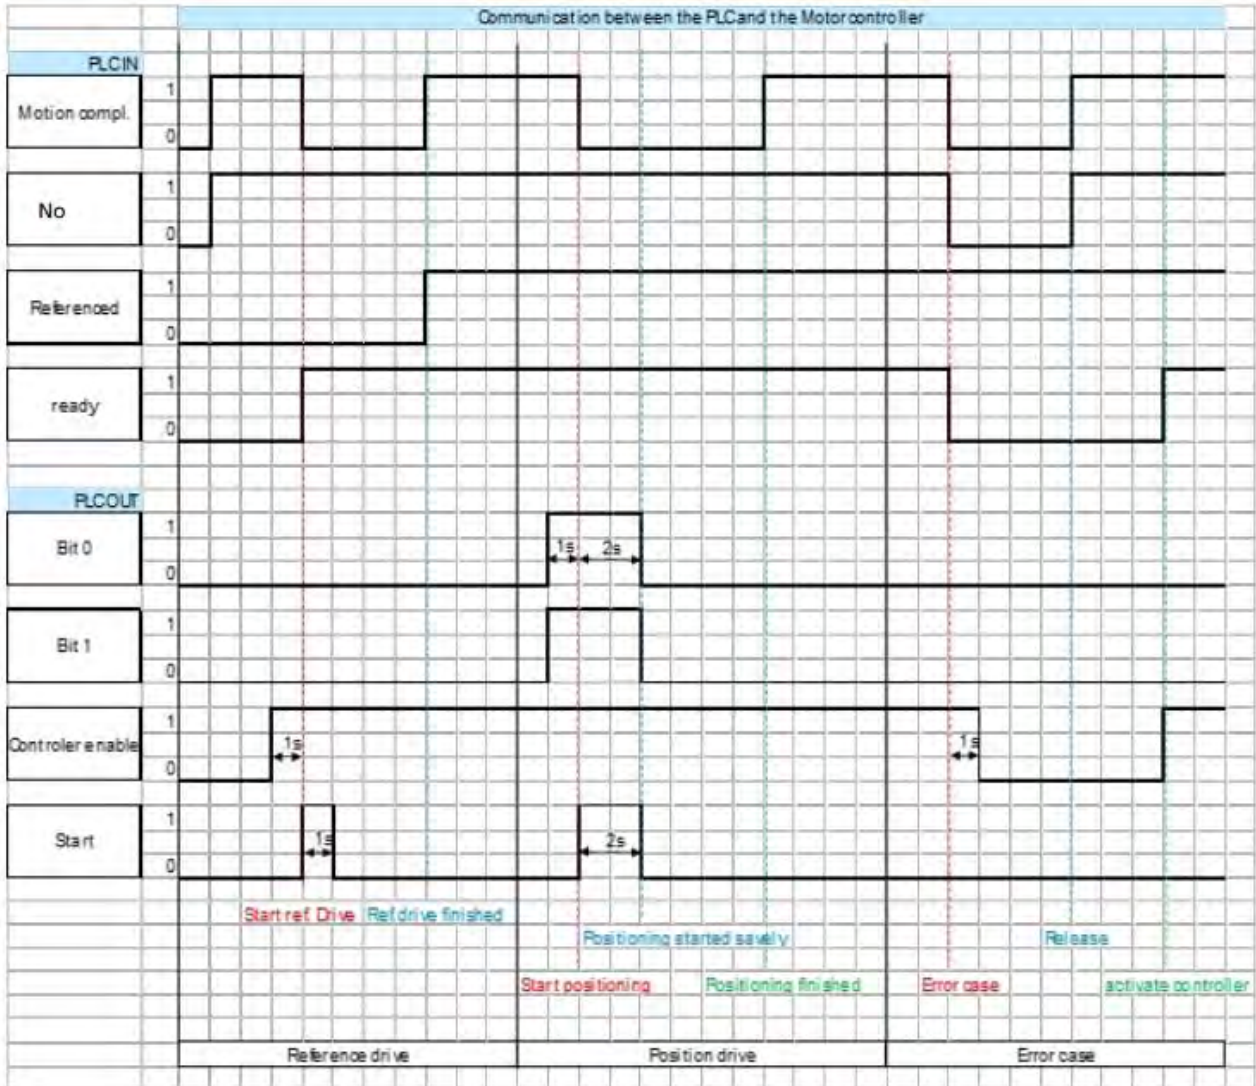 Communication between the PLC and the Motorcontroller
PLCIN
Motion compl.
1
0
No
1
0
Referenced
1
0
ready
1
0
PLCOUT
Bit 0
1
0
1s
2s
Bit 1
1
0
Controler enable
1
0
1s
1s
Start
1
0
1s
2s
Start ref. Drive
Ref.drive finished
Positioning started savely
Release
Start positioning
Positioning finished
Error case
activate controller
Reference drive
Position drive
Error case